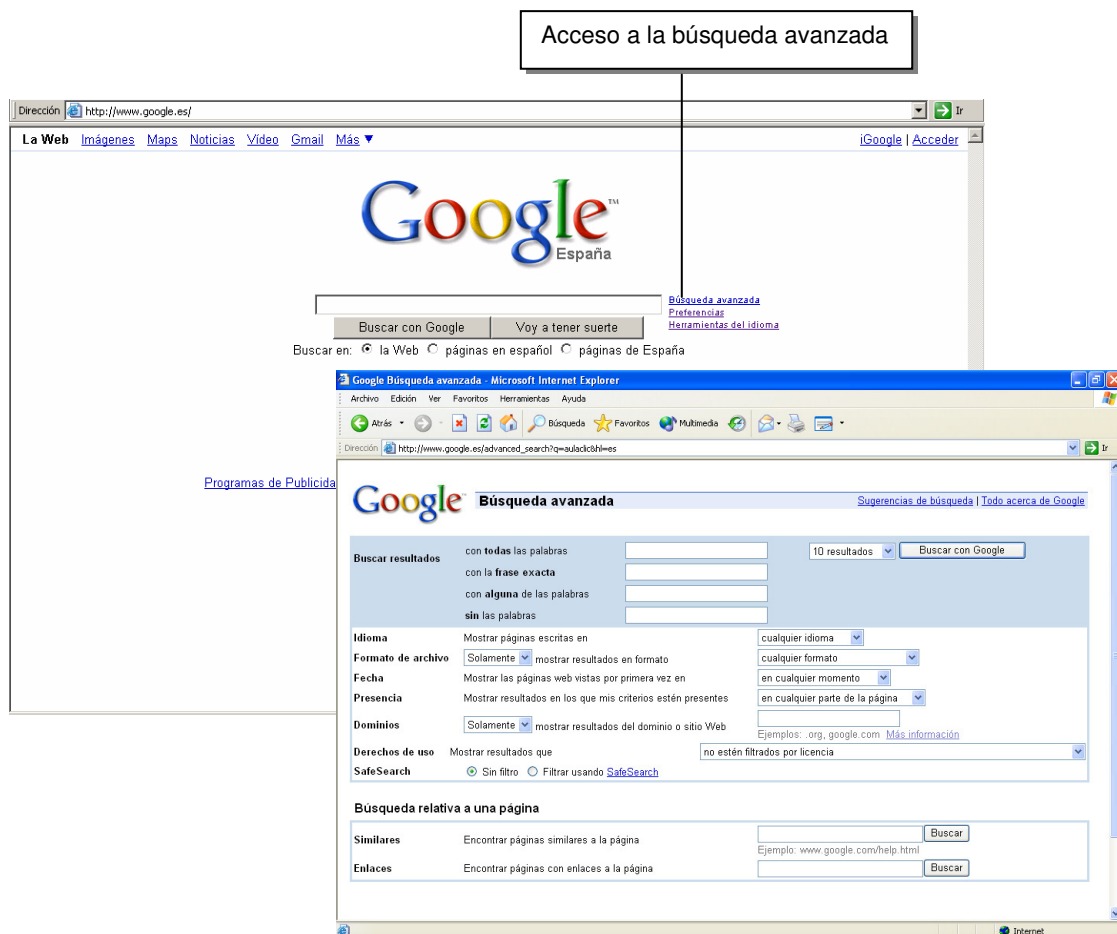 Acceso a la búsqueda avanzada
Dirección http://www.google.es/ Ir
La Web Imágenes Maps Noticias Vídeo Gmail Más ▼ iGoogle | Acceder
Google™
España
Búsqueda avanzada
Preferencias
Herramientas del idioma
Buscar con Google Voy a tener suerte
Buscar en: la Web páginas en español páginas de España
Programas de Publicida
Google Búsqueda avanzada - Microsoft Internet Explorer
Archivo Edición Ver Favoritos Herramientas Ayuda
Atrás Búsqueda Favoritos Multimedia
Dirección http://www.google.es/advanced_search?q=aulaclic&hl=es Ir
Google Búsqueda avanzada Sugerencias de búsqueda | Todo acerca de Google
Buscar resultados con todas las palabras 10 resultados Buscar con Google
con la frase exacta
con alguna de las palabras
sin las palabras
Idioma Mostrar páginas escritas en cualquier idioma
Formato de archivo Solamente mostrar resultados en formato cualquier formato
Fecha Mostrar las páginas web vistas por primera vez en en cualquier momento
Presencia Mostrar resultados en los que mis criterios estén presentes en cualquier parte de la página
Dominios Solamente mostrar resultados del dominio o sitio Web
Ejemplos: .org, google.com Más información
Derechos de uso Mostrar resultados que no estén filtrados por licencia
SafeSearch Sin filtro Filtrar usando SafeSearch
Búsqueda relativa a una página
Similares Encontrar páginas similares a la página Buscar
Ejemplo: www.google.com/help.html
Enlaces Encontrar páginas con enlaces a la página Buscar
Internet